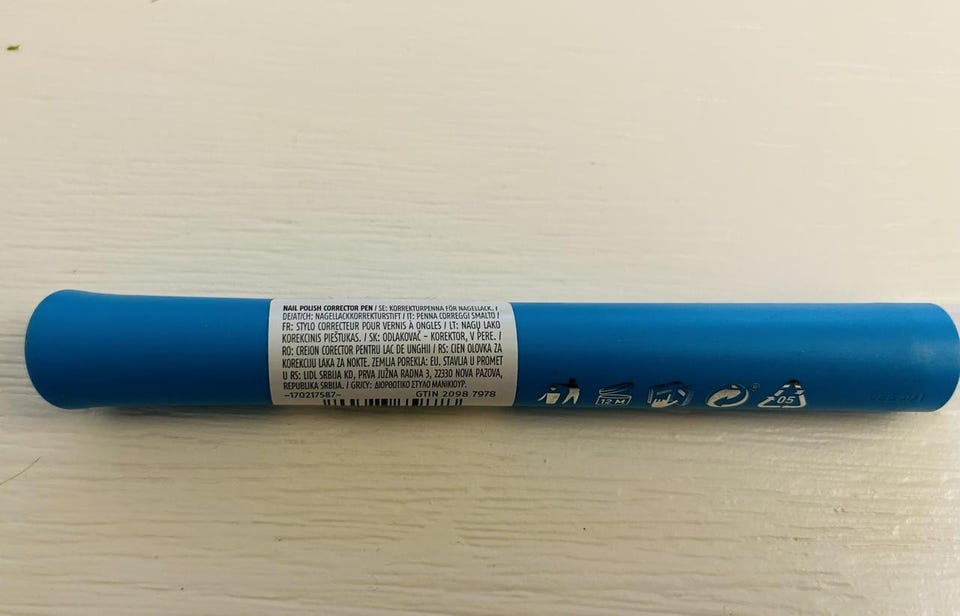 NAIL POLISH CORRECTOR PEN / SE: KORREKTURPENNA FÖR NAGELLACK. /
DE/AT/CH: NAGELLACKKORREKTURSTIFT / IT: PENNA CORREGGI SMALTO /
FR: STYLO CORRECTEUR POUR VERNIS À ONGLES / LT: NAGŲ LAKO
KOREKCINIS PIEŠTUKAS. / SK: ODLAKOVAČ – KOREKTOR, V PERE. /
RO: CREION CORECTOR PENTRU LAC DE UNGHII / RS: CIEN OLOVKA ZA
KOREKCIJU LAKA ZA NOKTE. ZEMLJA POREKLA: EU. STAVLJA U PROMET
U RS: LIDL SRBIJA KD, PRVA JUŽNA RADNA 3, 22330 NOVA PAZOVA,
REPUBLIKA SRBIJA. / GR/CY: ΔΙΟΡΘΩΤΙΚΟ ΣΤΥΛΟ ΜΑΝΙΚΙΟΥΡ.
~170217587~ GTIN 2098 7978
12 M
05